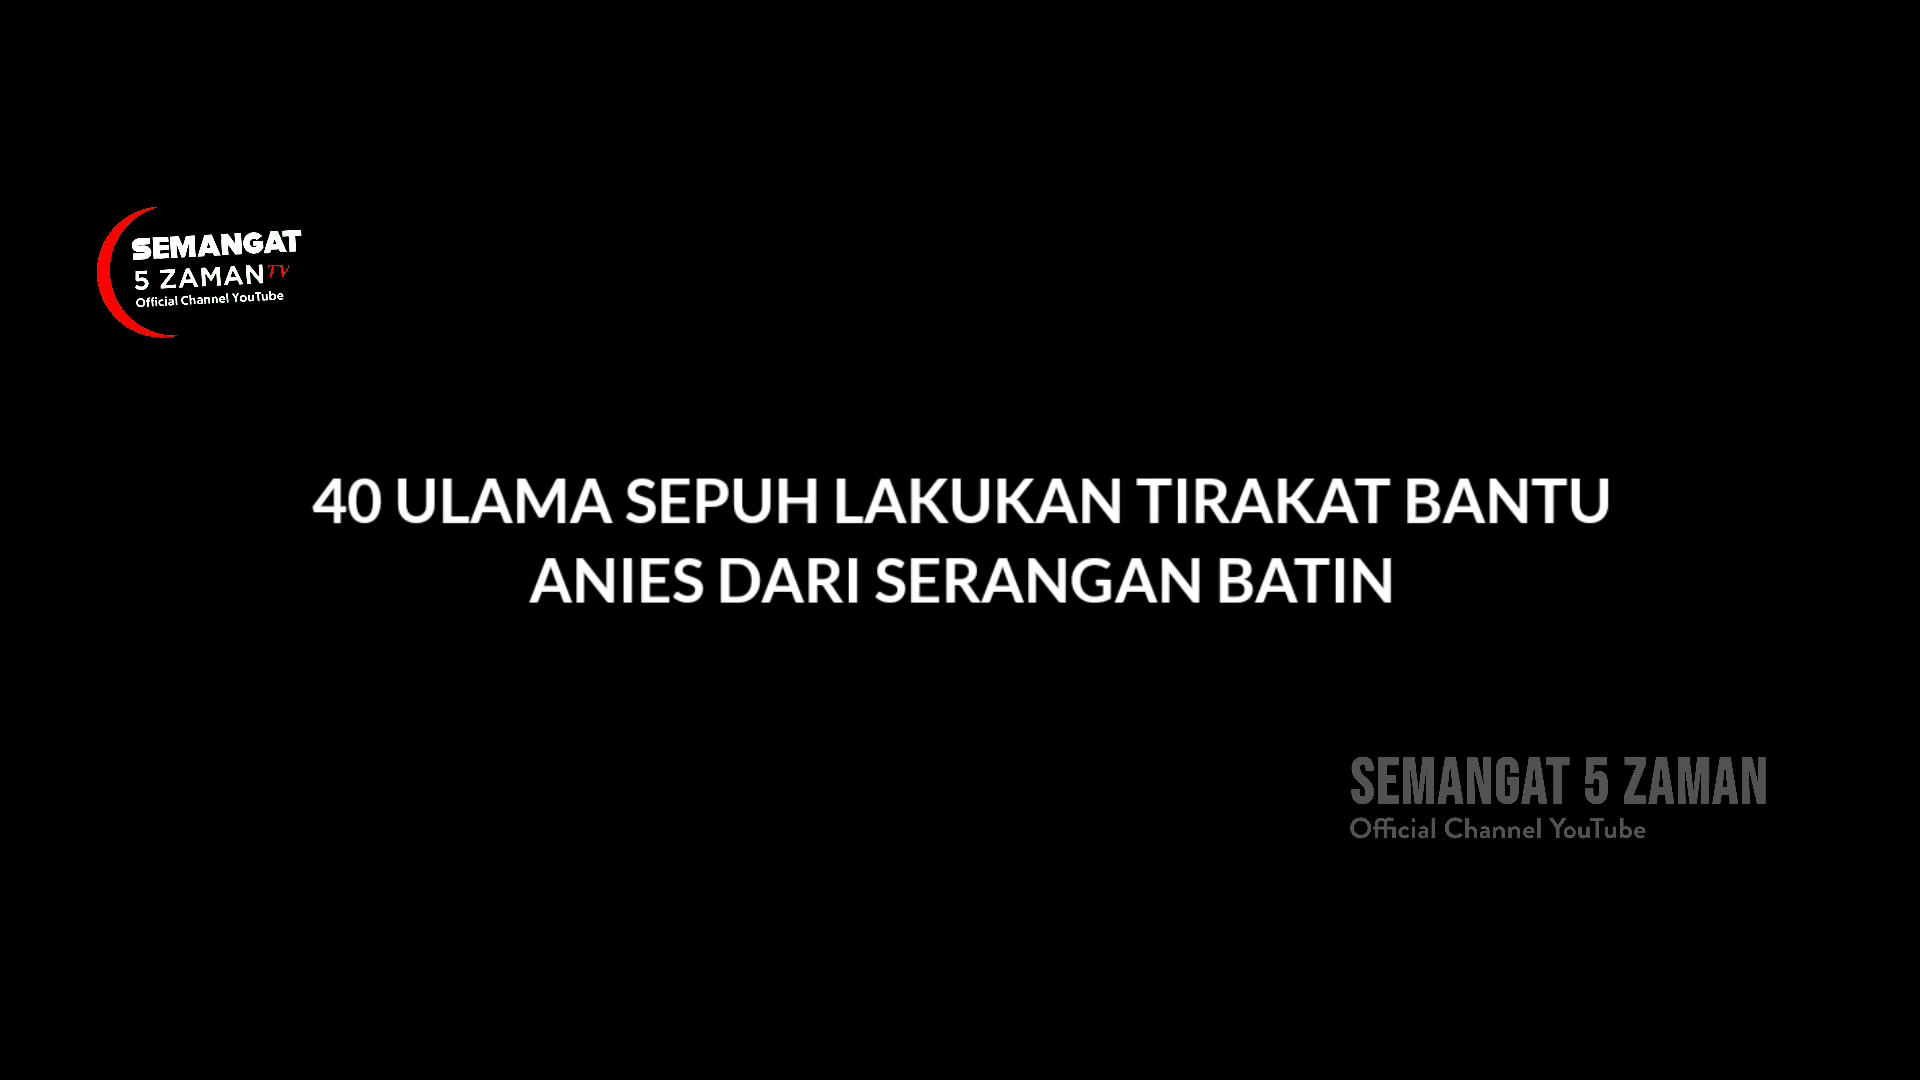 SEMANGAT
5 ZAMAN TV
Official Channel YouTube
40 ULAMA SEPUH LAKUKAN TIRAKAT BANTU
ANIES DARI SERANGAN BATIN
SEMANGAT 5 ZAMAN
Official Channel YouTube